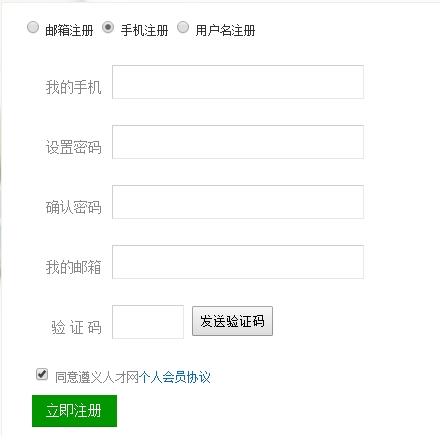 邮箱注册 手机注册 用户名注册
我的手机
设置密码
确认密码
我的邮箱
验 证 码 发送验证码
同意遵义人才网个人会员协议
立即注册